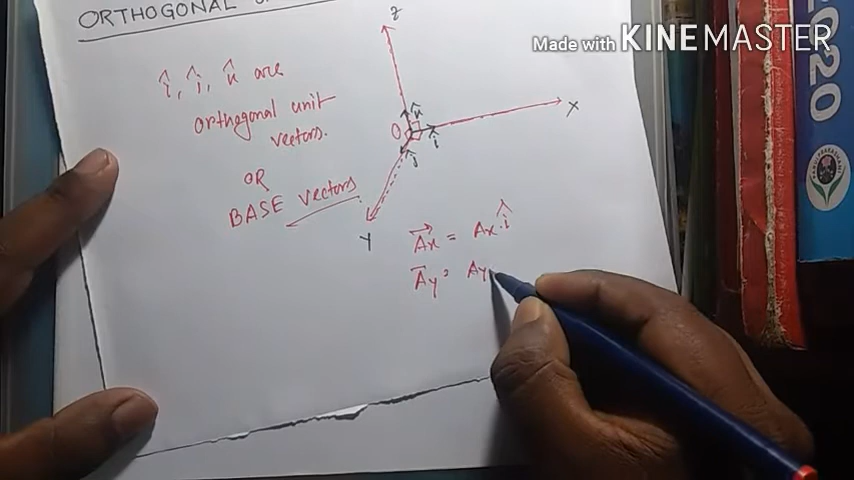 ORTHOGONAL
Made with KINEMASTER
2020
z
î, ĵ, k̂ are
orthogonal unit
vectors.
OR
BASE vectors
k̂
O
î
ĵ
X
Y
A⃗x = Ax.î
A⃗y = Ay